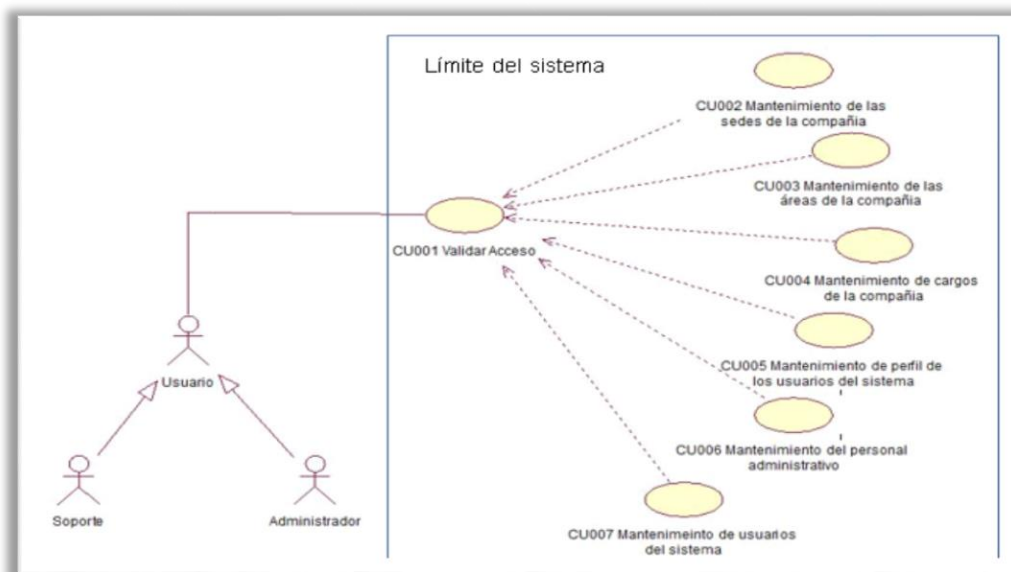 Límite del sistema
CU002 Mantenimiento de las
sedes de la compañia
CU003 Mantenimiento de las
áreas de la compañia
CU001 Validar Acceso
CU004 Mantenimiento de cargos
de la compañia
CU005 Mantenimiento de perfil de
los usuarios del sistema
Usuario
CU006 Mantenimiento del personal
administrativo
Soporte
Administrador
CU007 Mantenimeinto de usuarios
del sistema